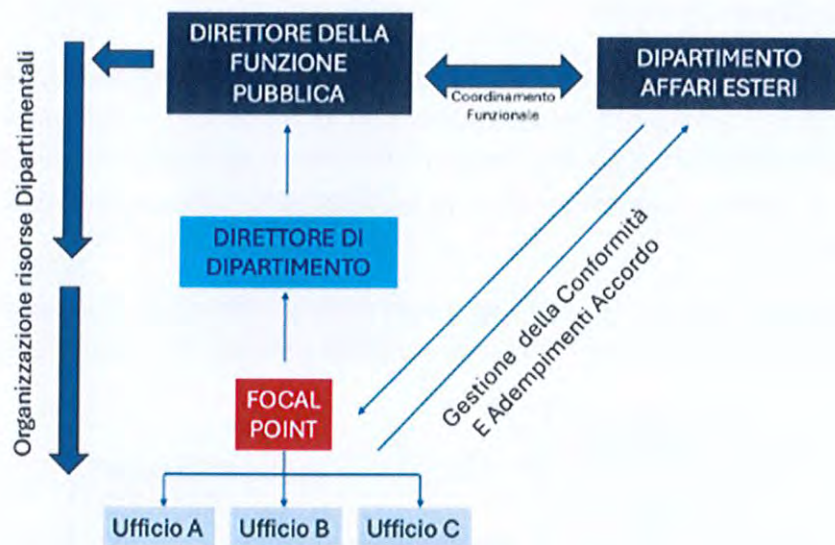 DIRETTORE DELLA
FUNZIONE
PUBBLICA
DIPARTIMENTO
AFFARI ESTERI
Coordinamento
Funzionale
Organizzazione risorse Dipartimentali
DIRETTORE DI
DIPARTIMENTO
Gestione della Conformità
E Adempimenti Accordo
FOCAL
POINT
Ufficio A
Ufficio B
Ufficio C